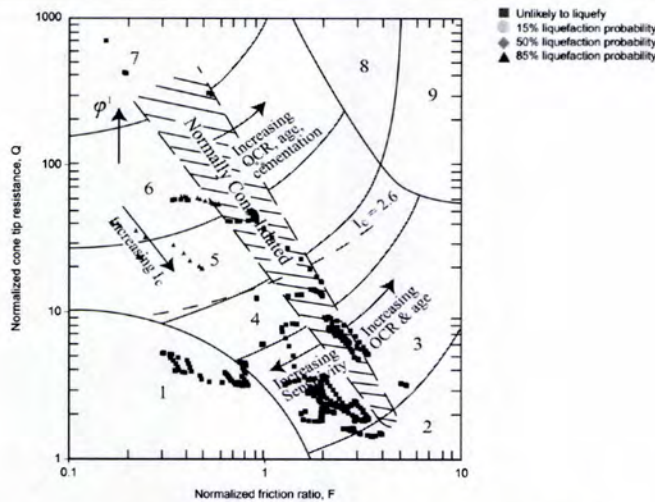 Unlikely to liquefy
15% liquefaction probability
50% liquefaction probability
85% liquefaction probability
Normalized cone tip resistance, Q
1000
100
10
1
7
8
9
φ'
Increasing
OCR, age,
cementation
Normally Consolidated
6
Ic = 2.6
5
Increasing Ic
4
Increasing
OCR & age
3
1
Increasing
Sensitivity
2
0.1
1
10
Normalized friction ratio, F